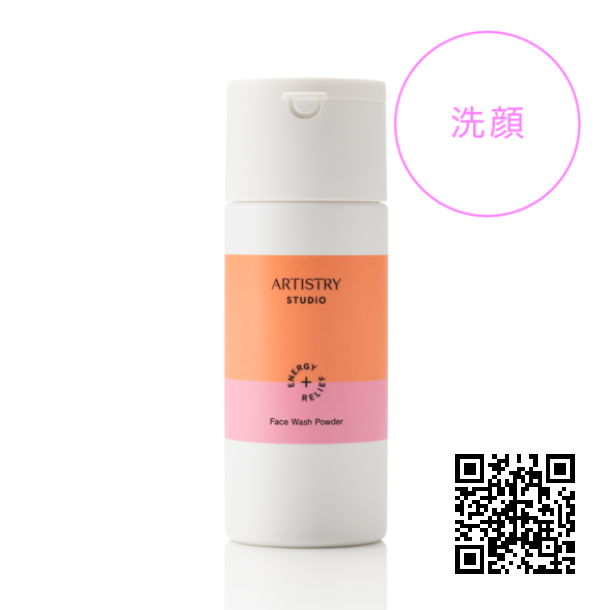 洗顔
ARTISTRY
STUDiO
ENERGY
+
RELIEF
Face Wash Powder